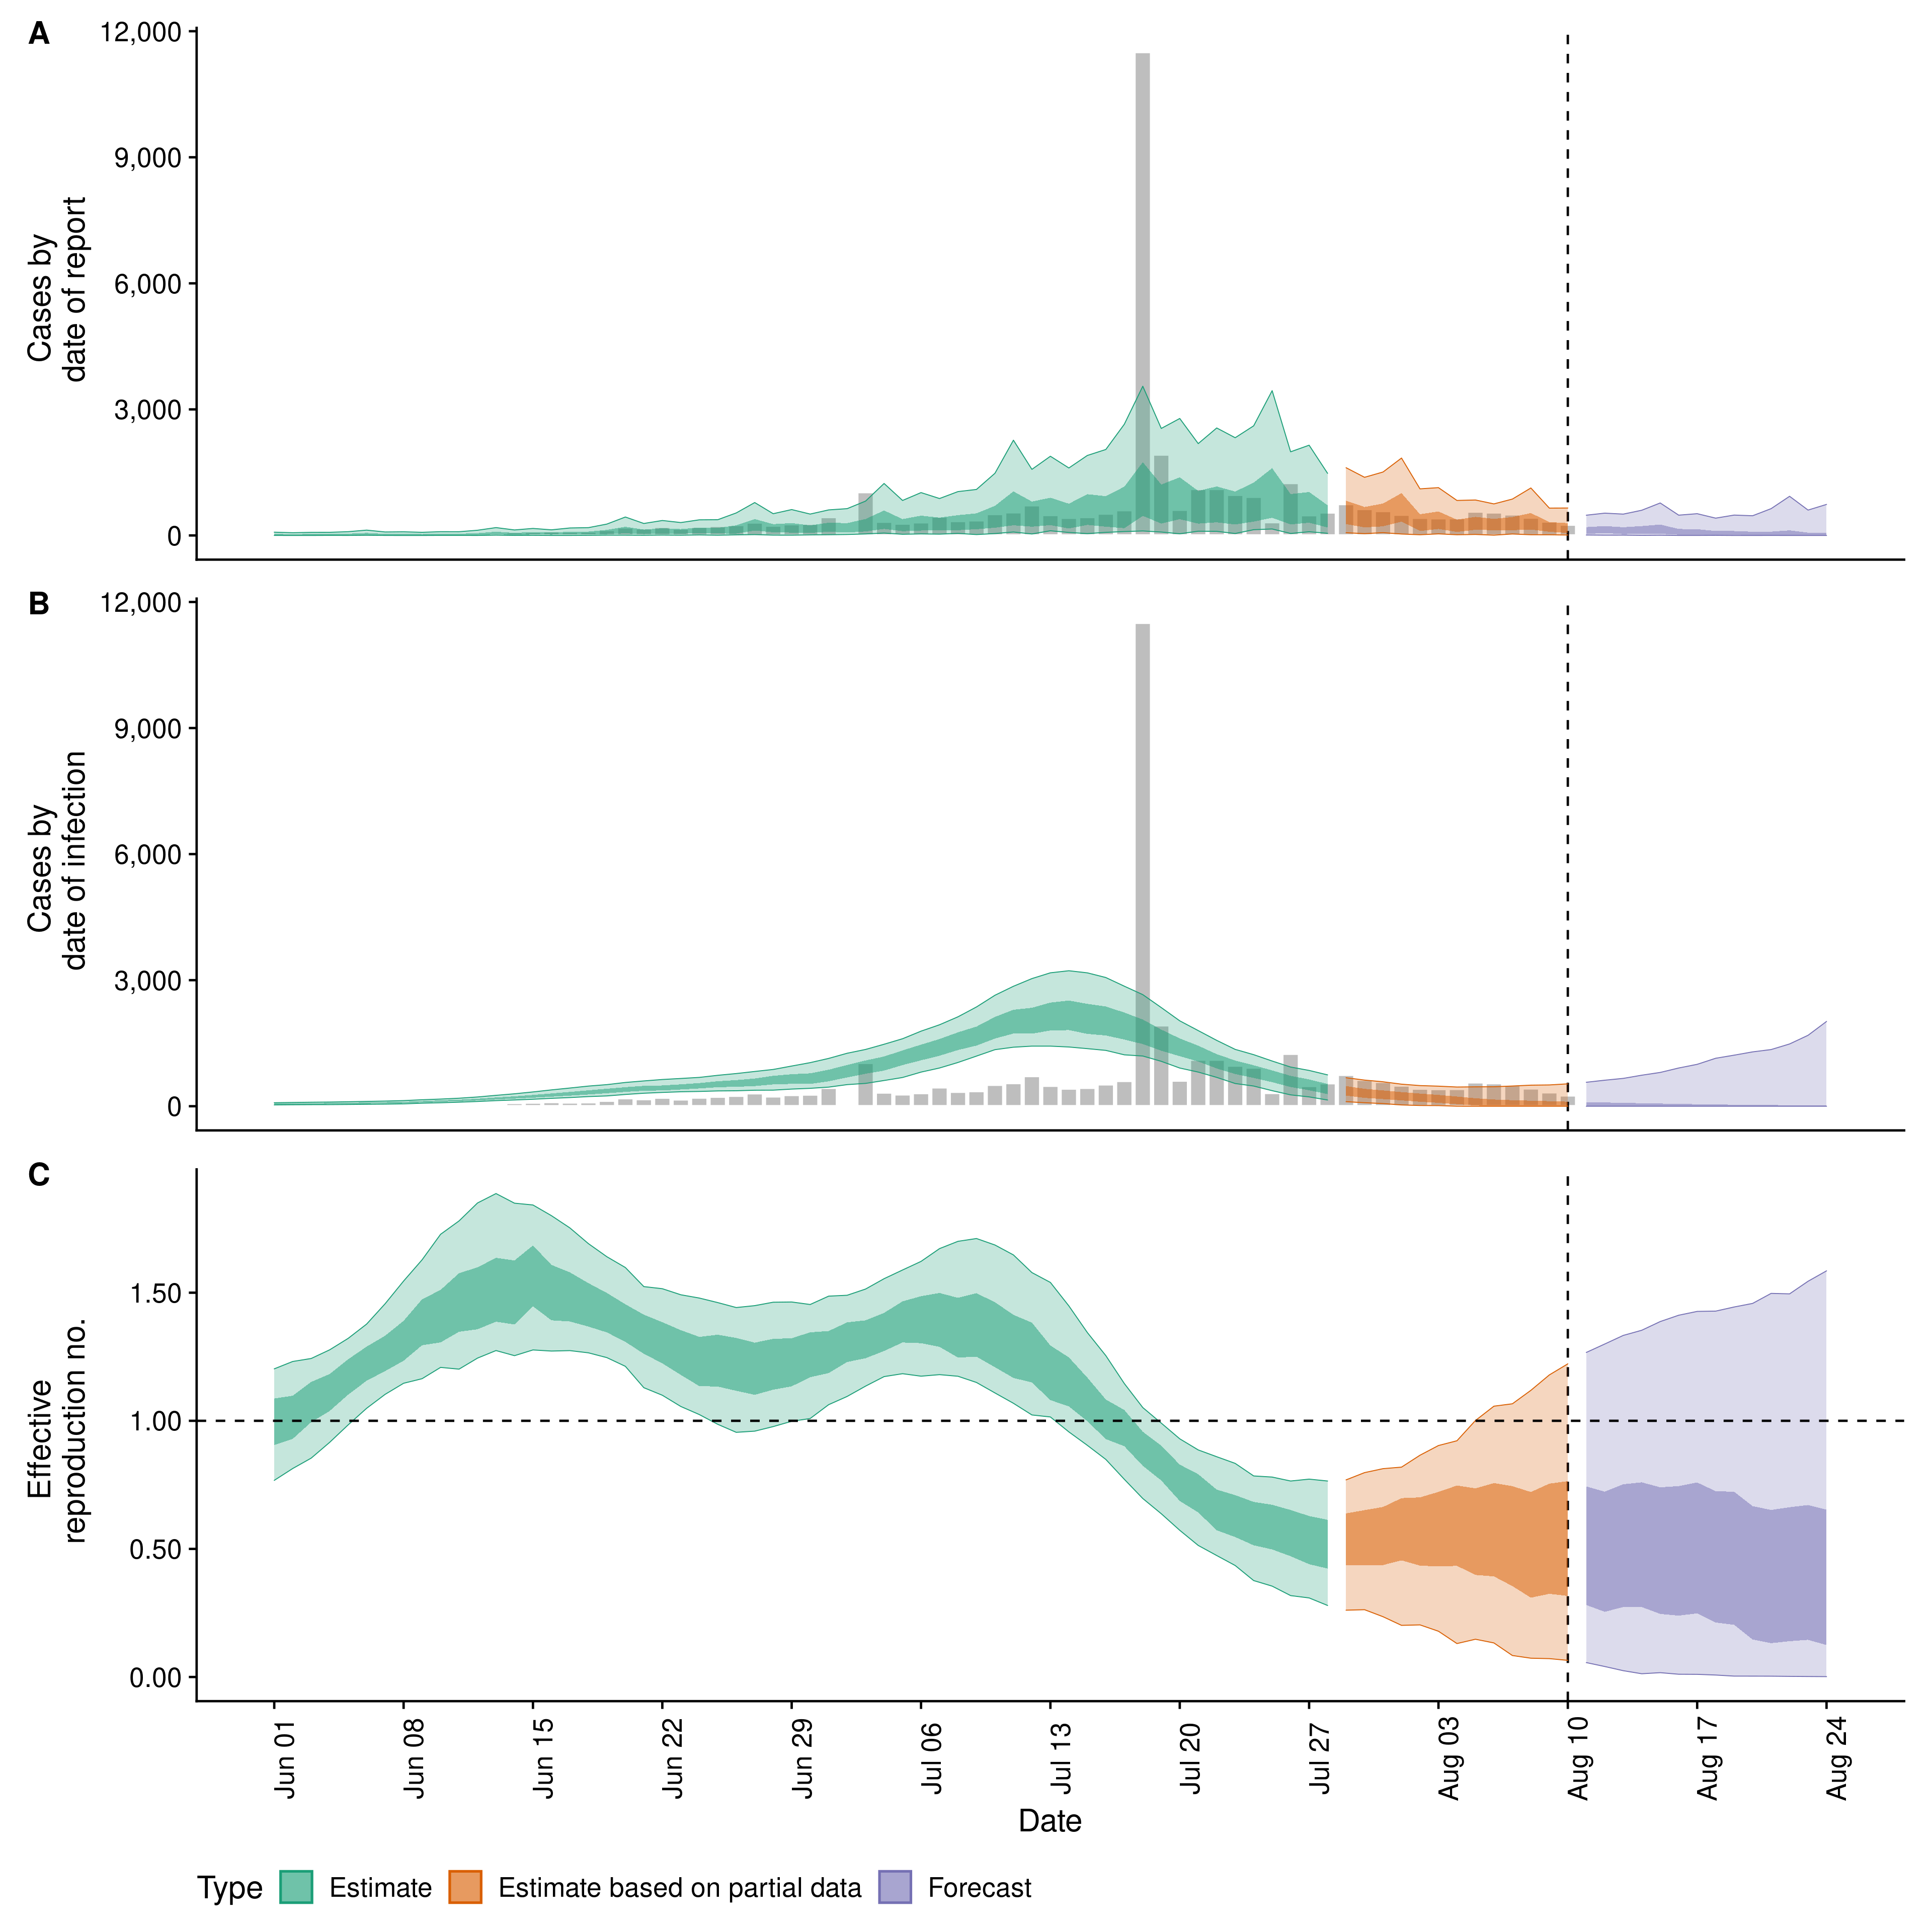 A
12,000
9,000
6,000
3,000
0
Cases by
date of report
B
12,000
9,000
6,000
3,000
0
Cases by
date of infection
C
1.50
1.00
0.50
0.00
Effective
reproduction no.
Jun 01
Jun 08
Jun 15
Jun 22
Jun 29
Jul 06
Jul 13
Jul 20
Jul 27
Aug 03
Aug 10
Aug 17
Aug 24
Date
Type Estimate Estimate based on partial data Forecast